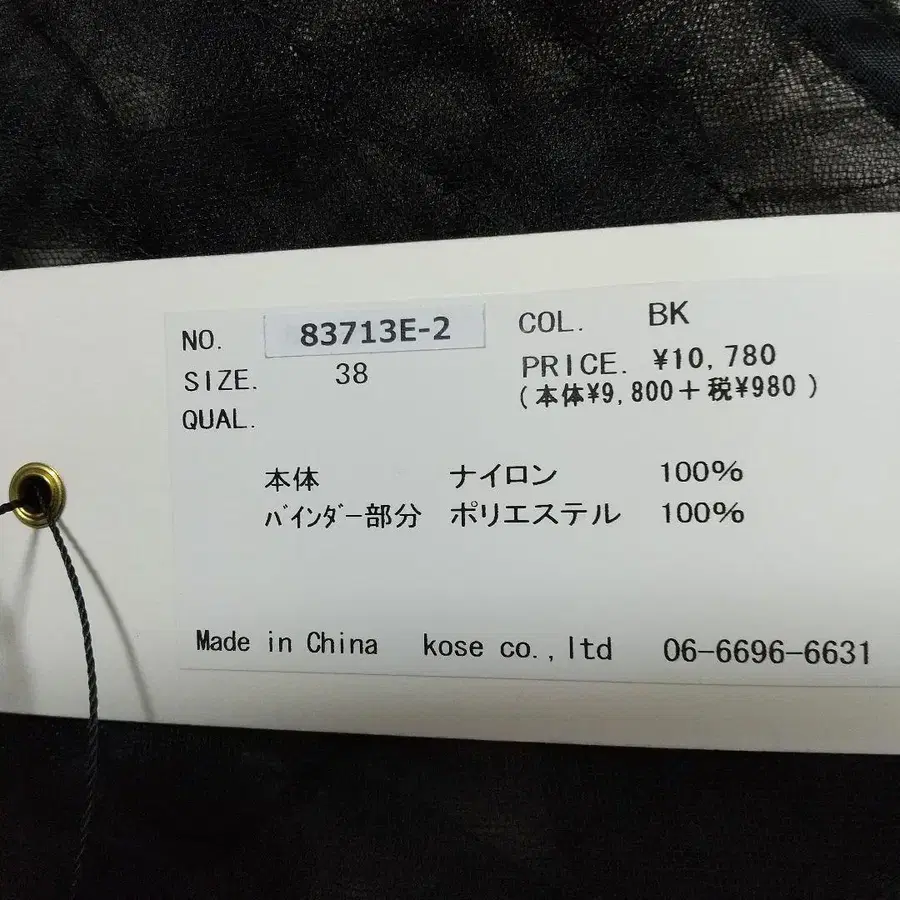 NO. 83713E-2 COL. BK
SIZE. 38 PRICE. ¥10,780
(本体¥9,800+税¥980)
QUAL.
本体 ナイロン 100%
バインダー部分 ポリエステル 100%
Made in China kose co.,ltd 06-6696-6631